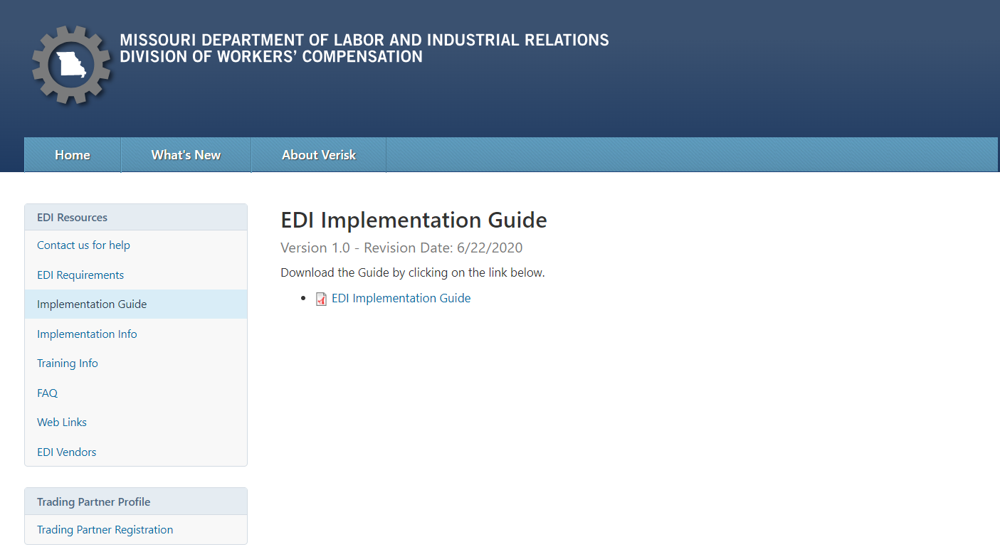 MISSOURI DEPARTMENT OF LABOR AND INDUSTRIAL RELATIONS
DIVISION OF WORKERS’ COMPENSATION
Home
What's New
About Verisk
EDI Resources
Contact us for help
EDI Requirements
Implementation Guide
Implementation Info
Training Info
FAQ
Web Links
EDI Vendors
Trading Partner Profile
Trading Partner Registration
EDI Implementation Guide
Version 1.0 - Revision Date: 6/22/2020
Download the Guide by clicking on the link below.
EDI Implementation Guide